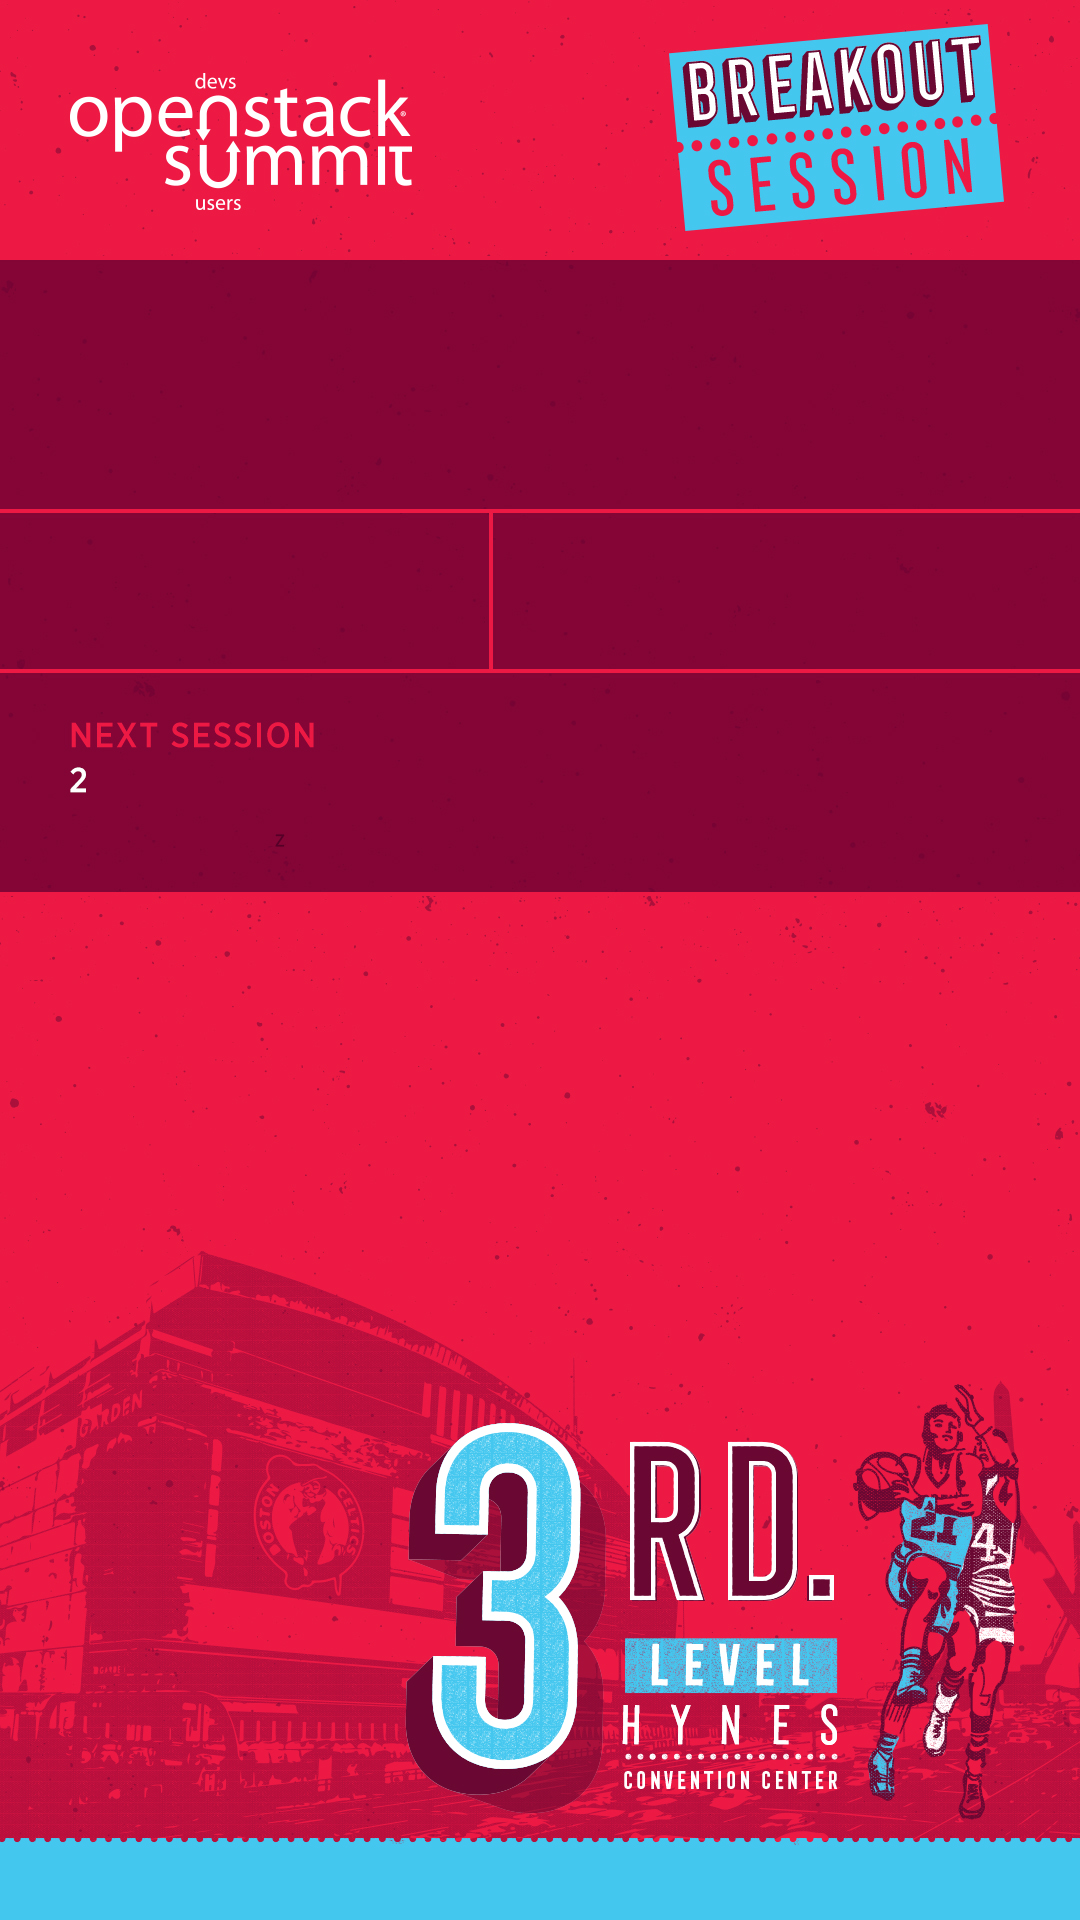 devs
openstack®
summit
users
BREAKOUT
SESSION
NEXT SESSION
2
z
GARDEN
BOSTON CELTICS
3 RD.
21
4
LEVEL
HYNES
CONVENTION CENTER